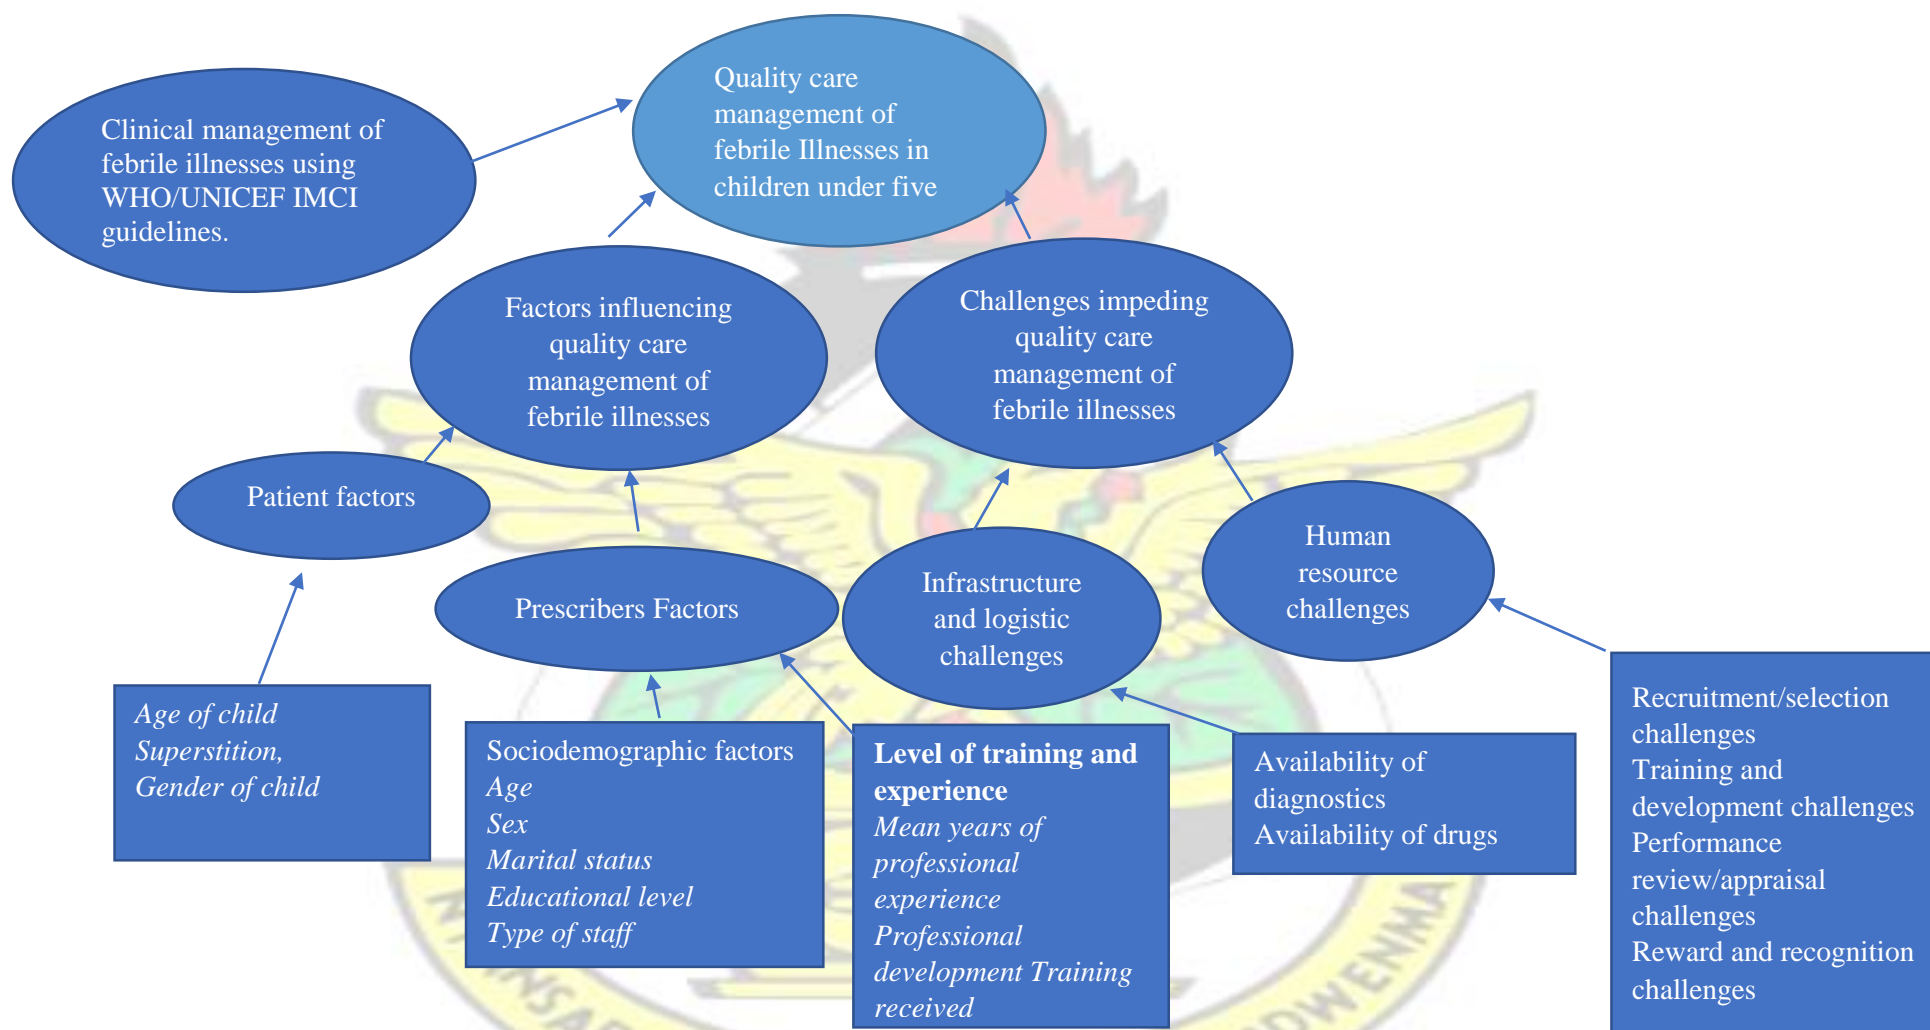 Quality care
management of
febrile Illnesses in
children under five
Clinical management of
febrile illnesses using
WHO/UNICEF IMCI
guidelines.
Factors influencing
quality care
management of
febrile illnesses
Challenges impeding
quality care
management of
febrile illnesses
Patient factors
Prescribers Factors
Infrastructure
and logistic
challenges
Human
resource
challenges
Age of child
Superstition,
Gender of child
Sociodemographic factors
Age
Sex
Marital status
Educational level
Type of staff
Level of training and
experience
Mean years of
professional
experience
Professional
development Training
received
Availability of
diagnostics
Availability of drugs
Recruitment/selection
challenges
Training and
development challenges
Performance
review/appraisal
challenges
Reward and recognition
challenges